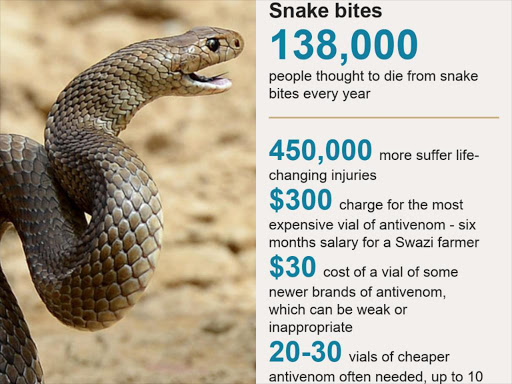 Snake bites
138,000
people thought to die from snake
bites every year
450,000 more suffer life-
changing injuries
$300 charge for the most
expensive vial of antivenom - six
months salary for a Swazi farmer
$30 cost of a vial of some
newer brands of antivenom,
which can be weak or
inappropriate
20-30 vials of cheaper
antivenom often needed, up to 10